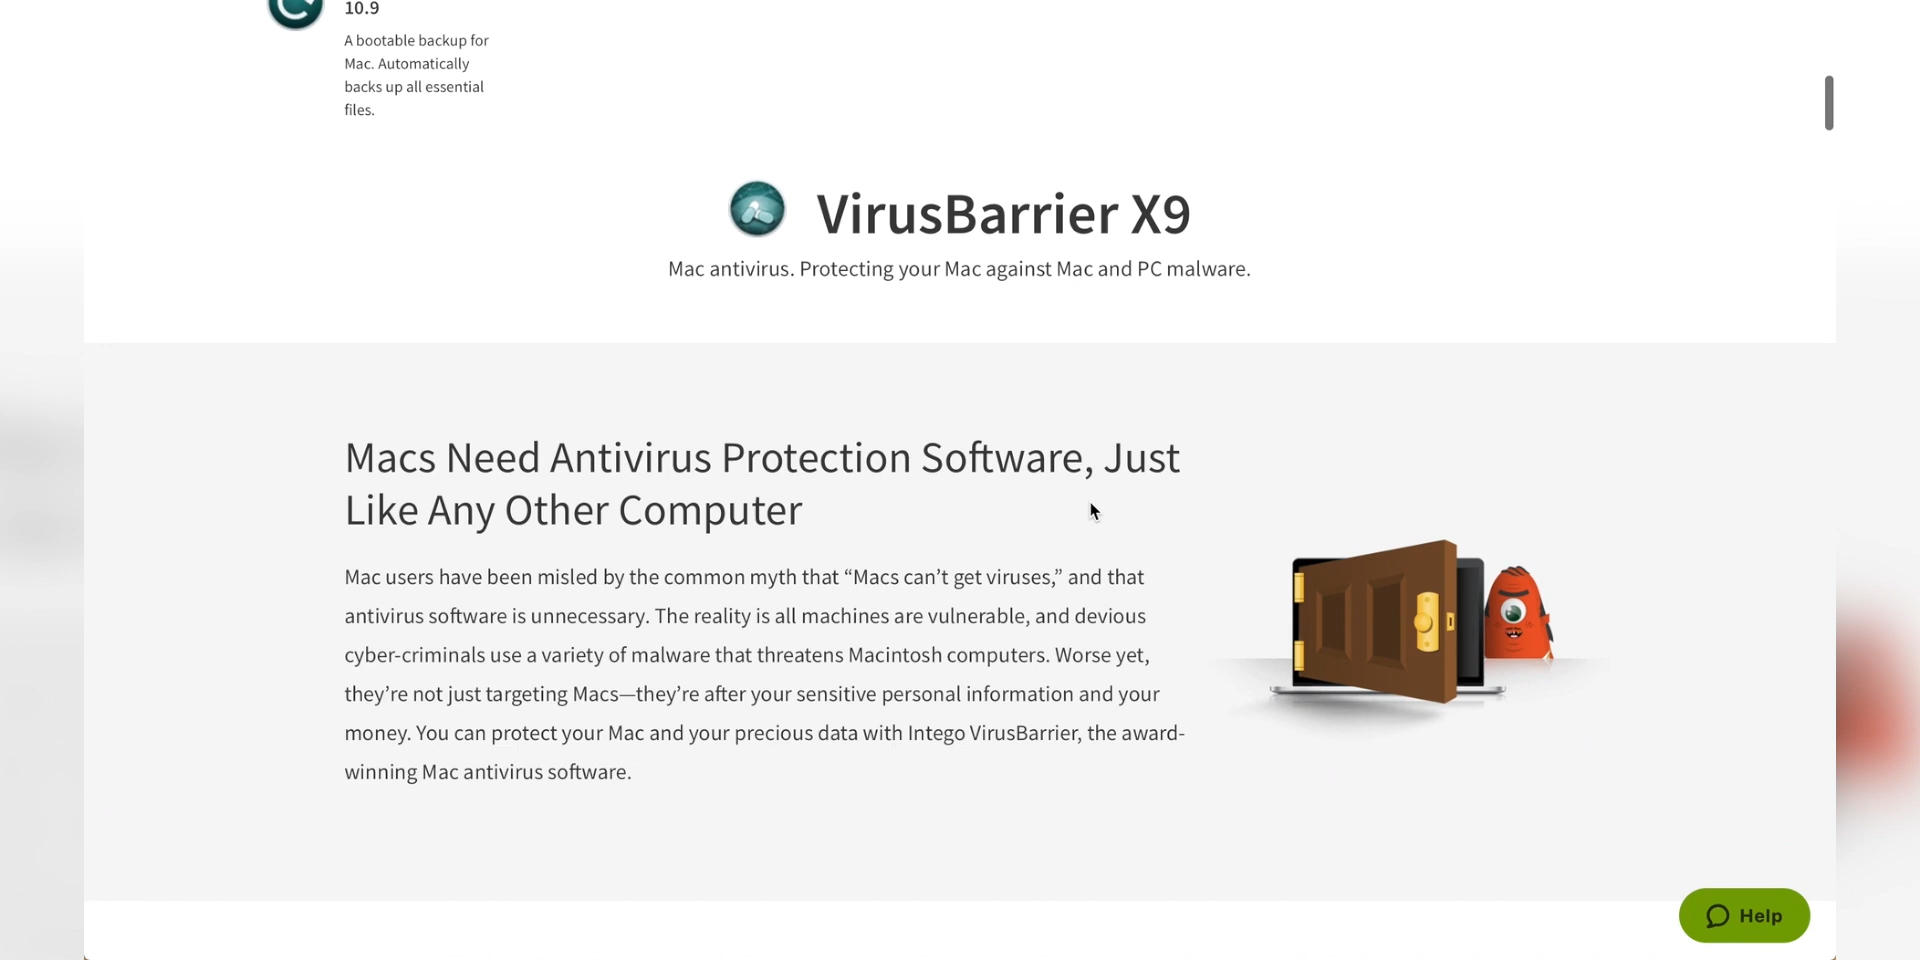 10.9
A bootable backup for
Mac. Automatically
backs up all essential
files.
VirusBarrier X9
Mac antivirus. Protecting your Mac against Mac and PC malware.
Macs Need Antivirus Protection Software, Just
Like Any Other Computer
Mac users have been misled by the common myth that “Macs can’t get viruses,” and that
antivirus software is unnecessary. The reality is all machines are vulnerable, and devious
cyber-criminals use a variety of malware that threatens Macintosh computers. Worse yet,
they’re not just targeting Macs—they’re after your sensitive personal information and your
money. You can protect your Mac and your precious data with Intego VirusBarrier, the award-
winning Mac antivirus software.
Help